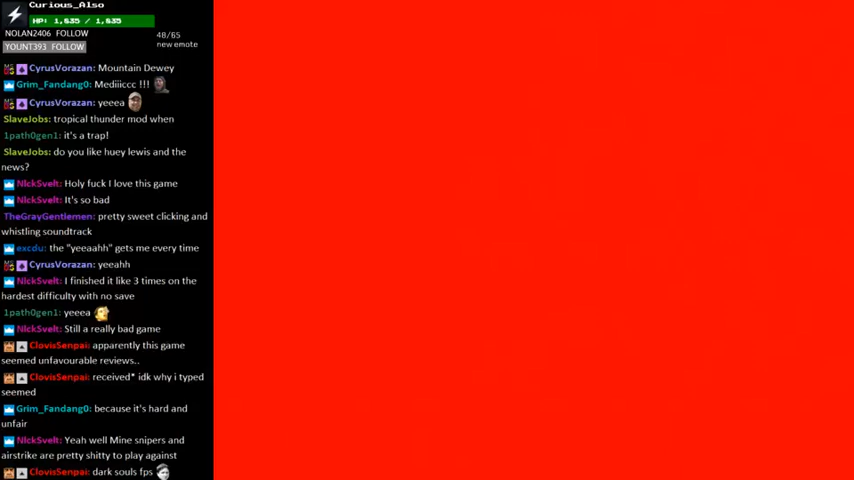 Curious_Also
HP: 1,035 / 1,035
NOLAN2406 FOLLOW
48/65
YOUNT393 FOLLOW
new emote
CyrusVorazan: Mountain Dewey
Grim_Fandang0: Mediiiccc !!!
CyrusVorazan: yeeea
SlaveJobs: tropical thunder mod when
1path0gen1: it's a trap!
SlaveJobs: do you like huey lewis and the
news?
NIckSvelt: Holy fuck I love this game
NIckSvelt: It's so bad
TheGrayGentlemen: pretty sweet clicking and
whistling soundtrack
excdu: the "yeeaahh" gets me every time
CyrusVorazan: yeeahh
NIckSvelt: I finished it like 3 times on the
hardest difficulty with no save
1path0gen1: yeeea
NIckSvelt: Still a really bad game
ClovisSenpai: apparently this game
seemed unfavourable reviews..
ClovisSenpai: received* idk why i typed
seemed
Grim_Fandang0: because it's hard and
unfair
NIckSvelt: Yeah well Mine snipers and
airstrike are pretty shitty to play against
ClovisSenpai: dark souls fps